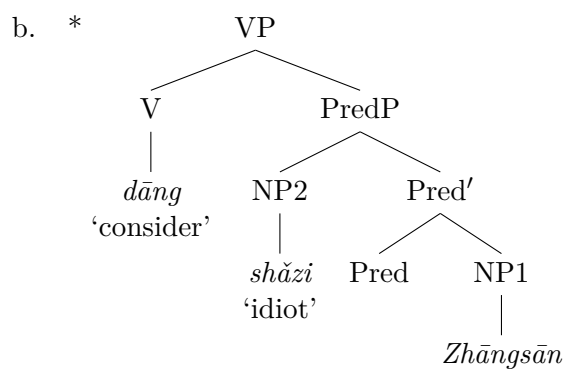 b. * VP
V PredP
dāng NP2 Pred′
‘consider’
shǎzi Pred NP1
‘idiot’
Zhāngsān